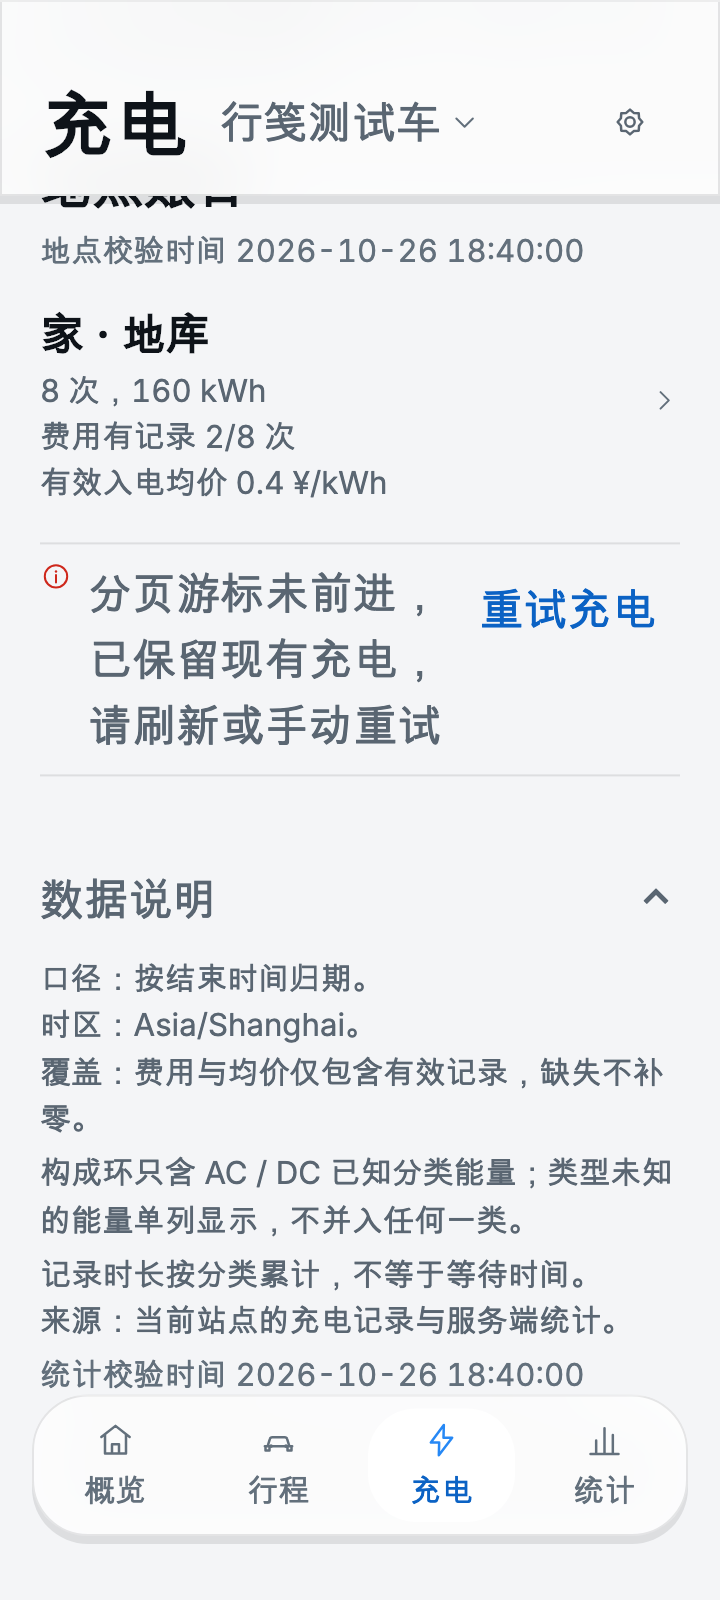 充电 行笺测试车
地点校验时间 2026-10-26 18:40:00
家 · 地库
8 次，160 kWh
费用有记录 2/8 次
有效入电均价 0.4 ¥/kWh
分页游标未前进，
已保留现有充电，
请刷新或手动重试
重试充电
数据说明
口径：按结束时间归期。
时区：Asia/Shanghai。
覆盖：费用与均价仅包含有效记录，缺失不补
零。
构成环只含 AC / DC 已知分类能量；类型未知
的能量单列显示，不并入任何一类。
记录时长按分类累计，不等于等待时间。
来源：当前站点的充电记录与服务端统计。
统计校验时间 2026-10-26 18:40:00
概览 行程 充电 统计